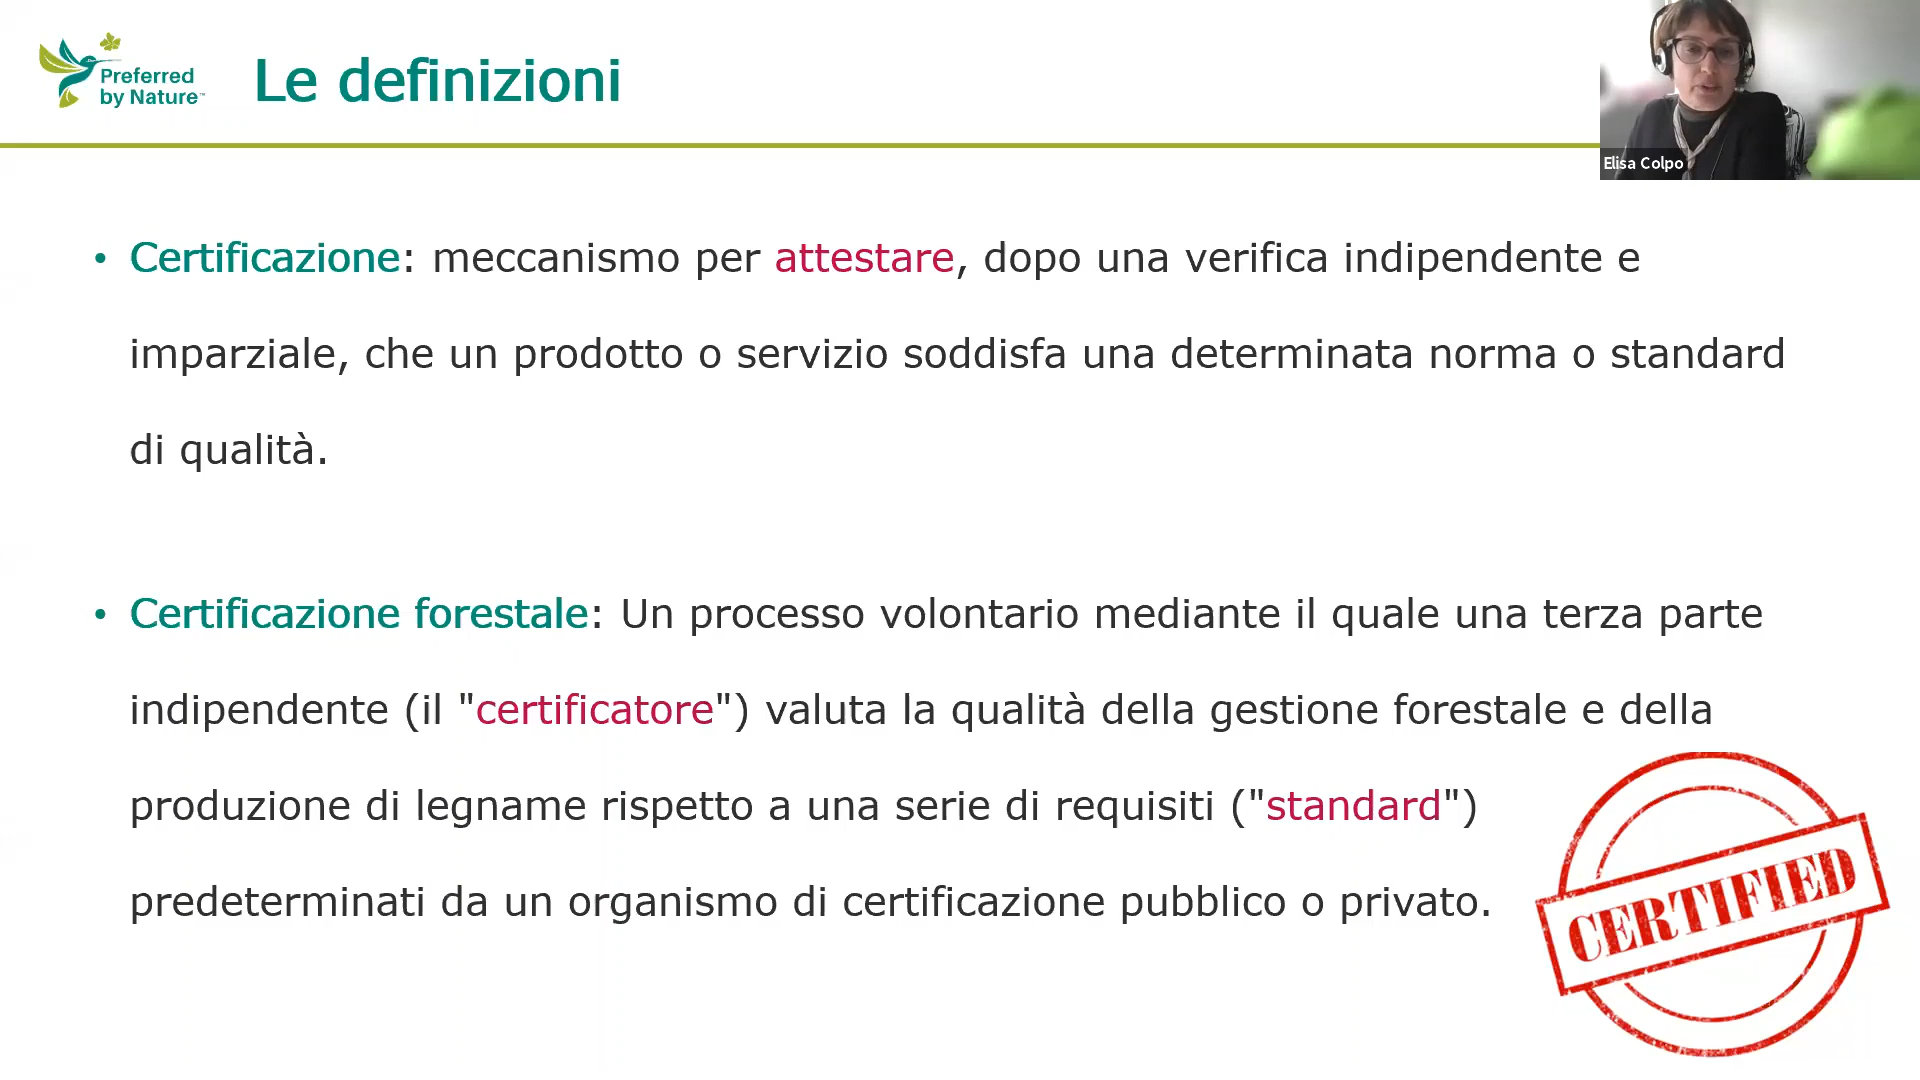 Preferred
by Nature™
Le definizioni
Elisa Colpo
• Certificazione: meccanismo per attestare, dopo una verifica indipendente e
imparziale, che un prodotto o servizio soddisfa una determinata norma o standard
di qualità.
• Certificazione forestale: Un processo volontario mediante il quale una terza parte
indipendente (il "certificatore") valuta la qualità della gestione forestale e della
produzione di legname rispetto a una serie di requisiti ("standard")
predeterminati da un organismo di certificazione pubblico o privato.
CERTIFIED